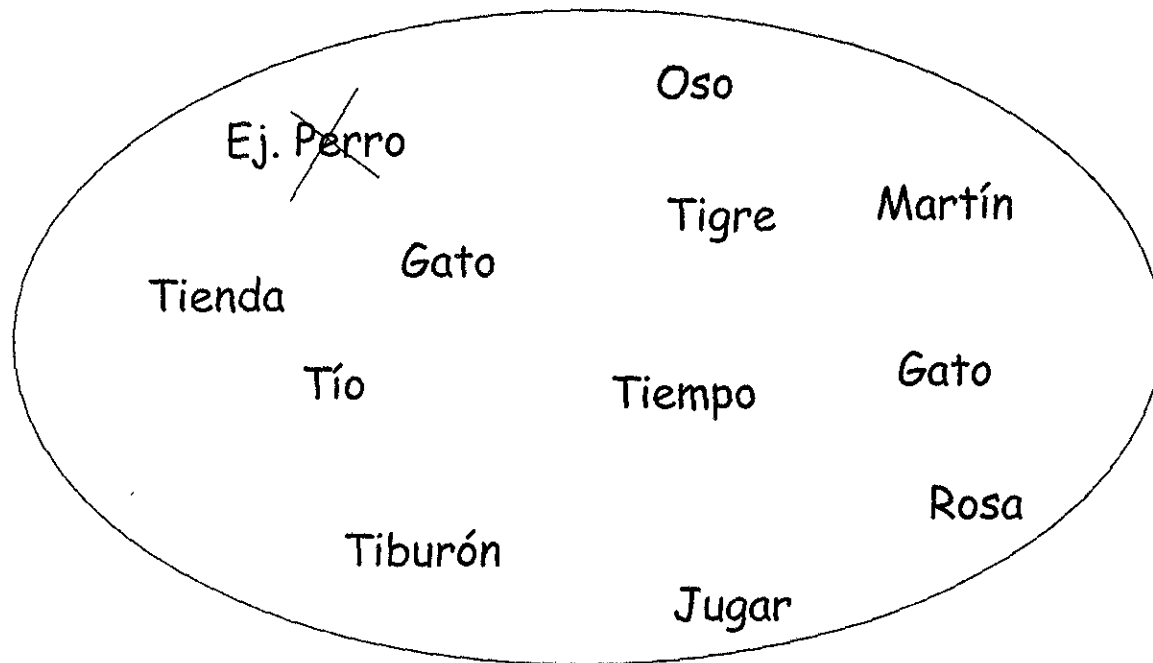 Oso
Ej. Perro
Tigre
Martín
Gato
Tienda
Tío
Tiempo
Gato
Rosa
Tiburón
Jugar